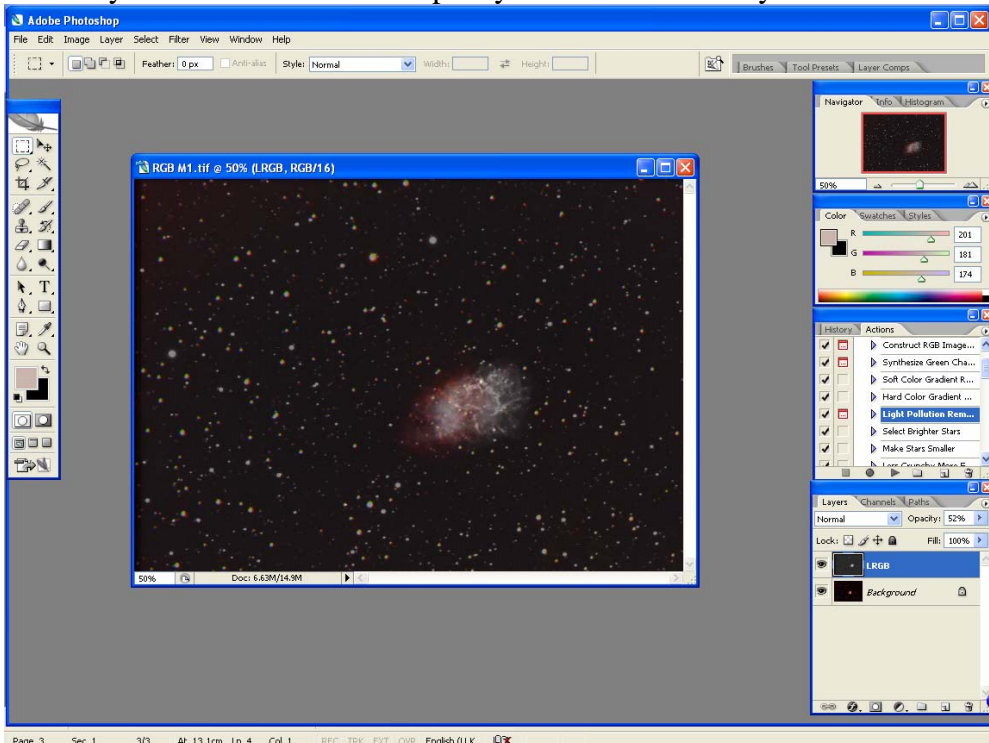 Adobe Photoshop
File Edit Image Layer Select Filter View Window Help
Feather: 0 px Anti-alias Style: Normal Width: Height:
Brushes Tool Presets Layer Comps
Navigator Info Histogram
50%
RGB M1.tif @ 50% (LRGB, RGB/16)
Color Swatches Styles
R 201
G 181
B 174
History Actions
Construct RGB Image...
Synthesize Green Cha...
Soft Color Gradient R...
Hard Color Gradient ...
Light Pollution Rem...
Select Brighter Stars
Make Stars Smaller
Less Crunchy More F...
Layers Channels Paths
Normal Opacity: 52%
Lock: Fill: 100%
LRGB
Background
50% Doc: 6.63M/14.9M
Page 3 Sec 1 3/3 At 13.1cm Ln 4 Col 1 REC TRK EXT OVR English (U.K